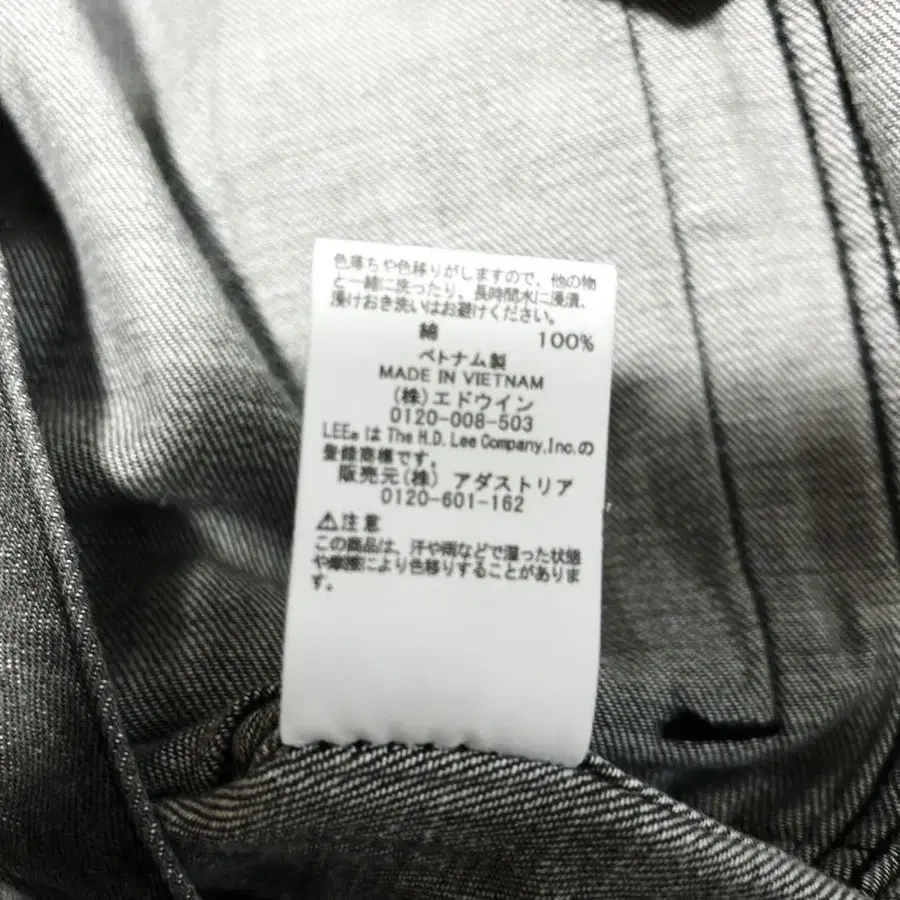 色落ちや色移りがしますので、他の物
と一緒に洗ったり、長時間水に浸漬、
漬けおき洗いはお避けください。
綿 100%
ベトナム製
MADE IN VIETNAM
(株)エドウイン
0120-008-503
LEE® は The H.D. Lee Company,Inc.の
登録商標です。
販売元(株) アダストリア
0120-601-162
⚠注意
この商品は、汗や雨などで湿った状態
や摩擦により色移りすることがありま
す。